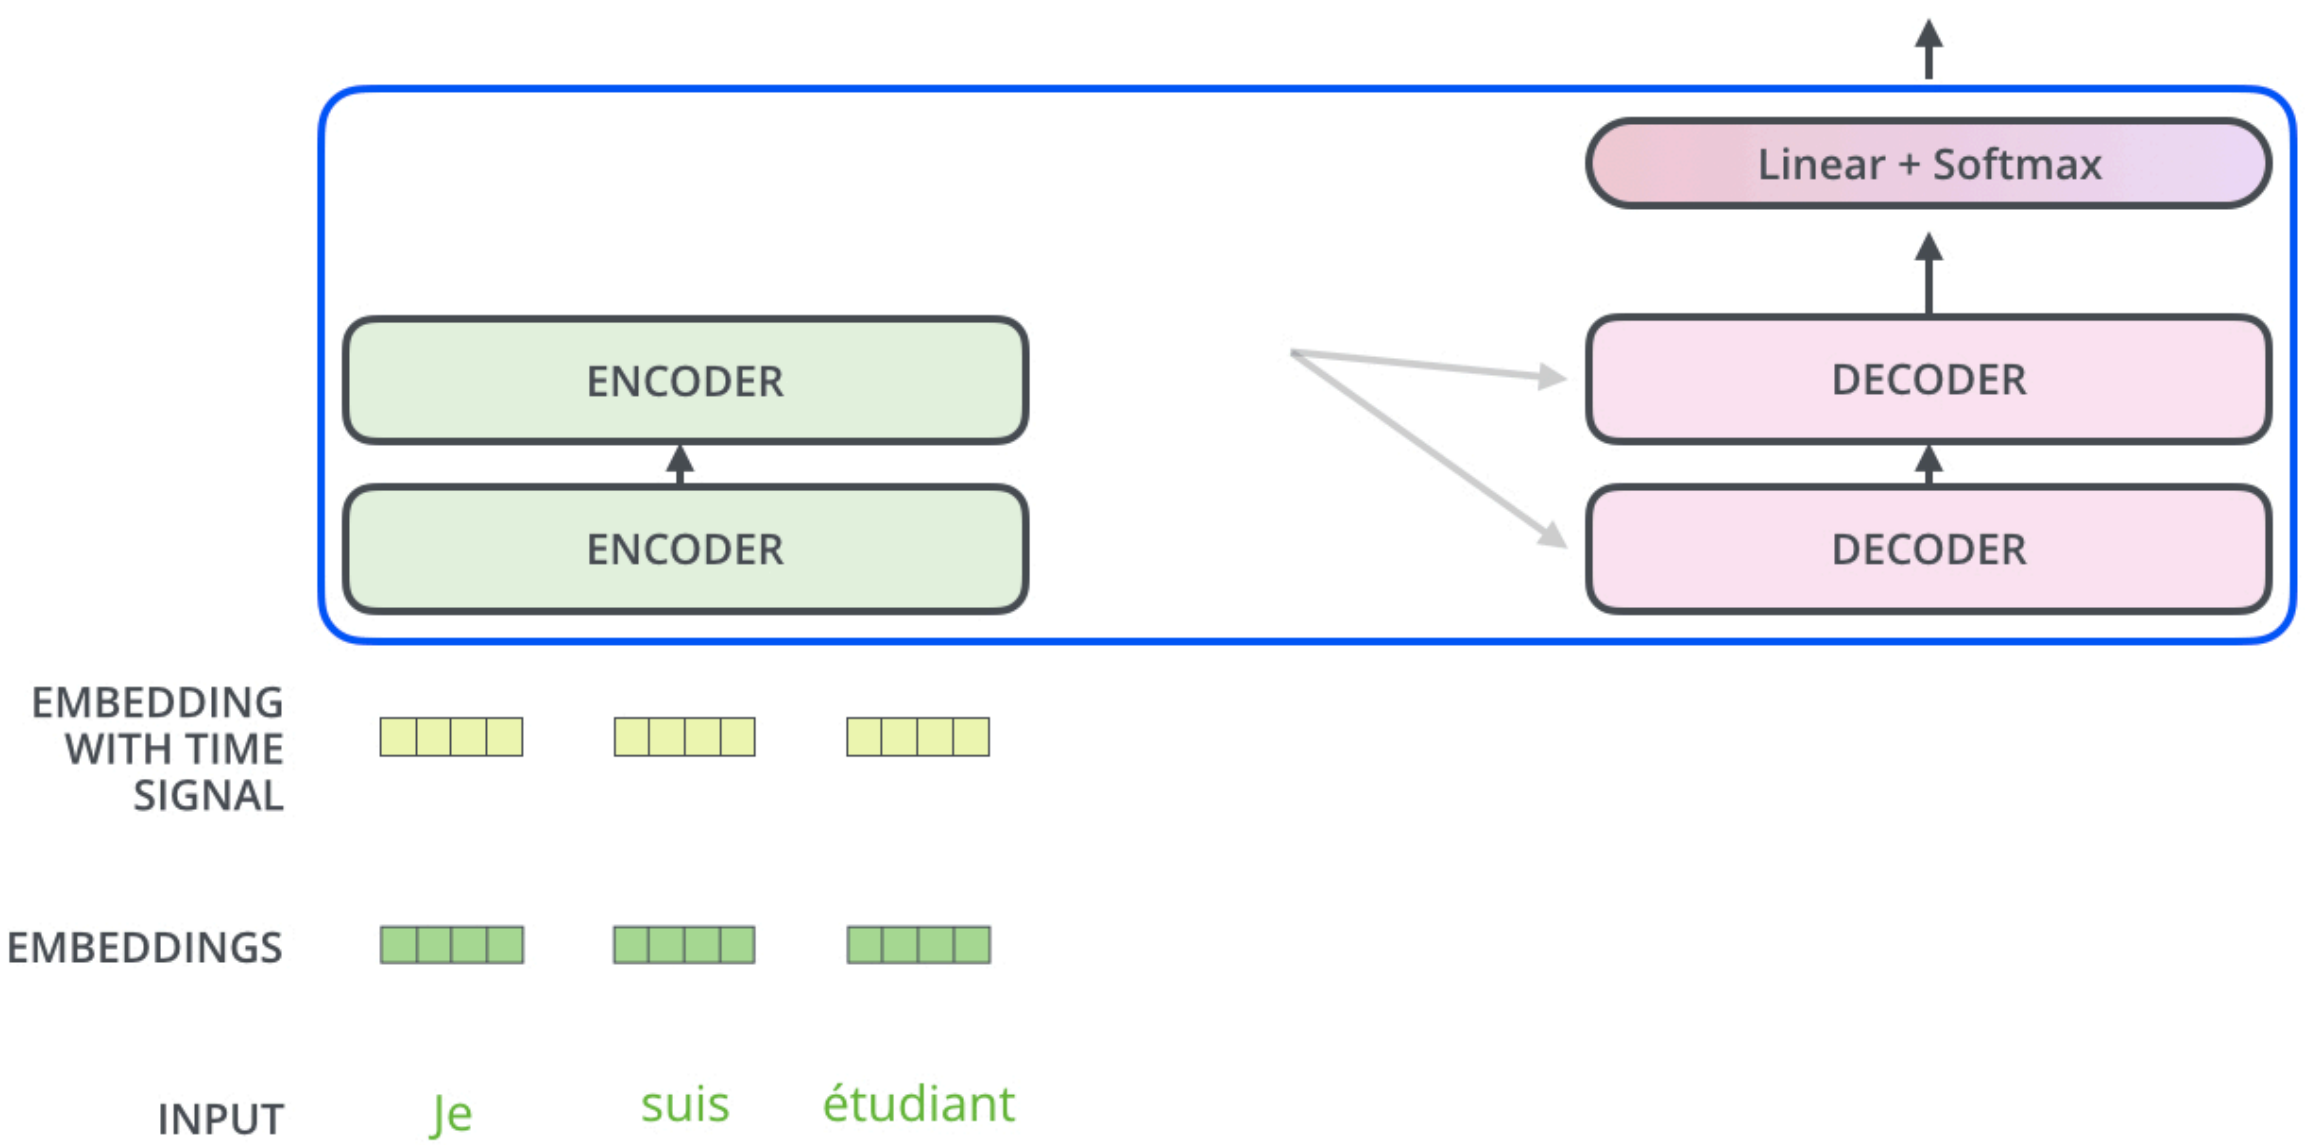 Linear + Softmax
ENCODER
DECODER
ENCODER
DECODER
EMBEDDING
WITH TIME
SIGNAL
EMBEDDINGS
INPUT Je suis étudiant